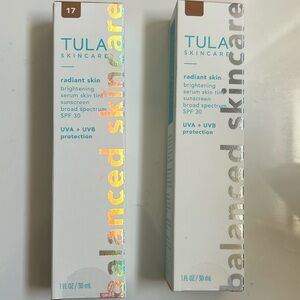 17
TULA
SKINCARE
radiant skin
brightening
serum skin tint
sunscreen
broad spectrum
SPF 30
UVA + UVB
protection
balanced skincare
1 FL OZ / 30 mL
TULA
SKINCARE
radiant skin
brightening
serum skin tint
sunscreen
broad spectrum
SPF 30
UVA + UVB
protection
balanced skincare
1 FL OZ / 30 mL